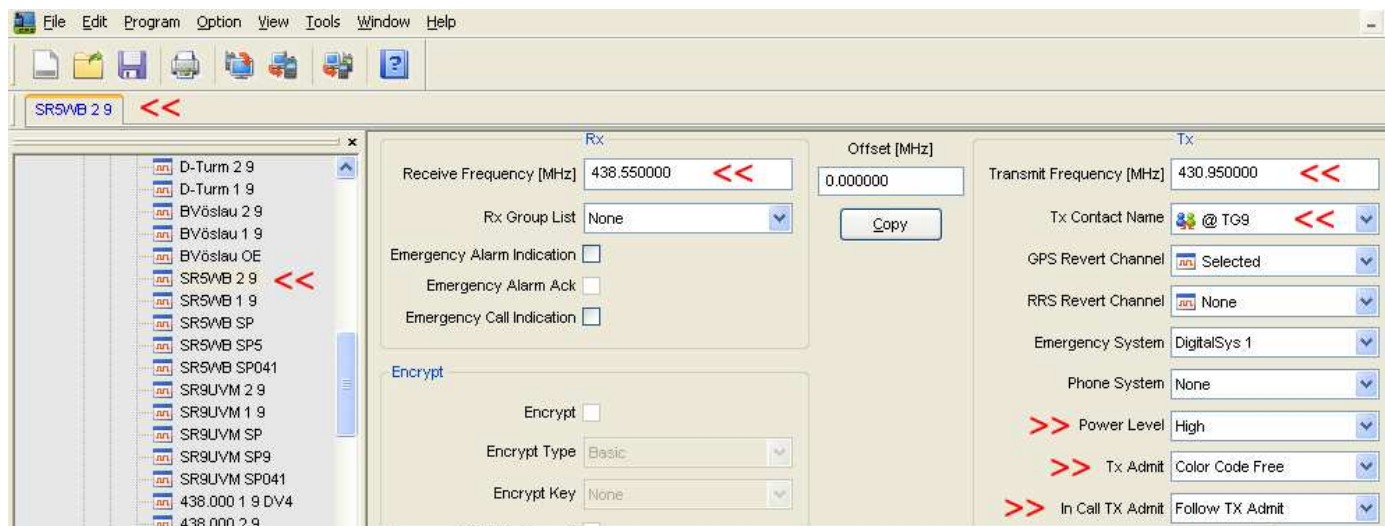 File Edit Program Option View Tools Window Help
SR5WB 2 9 <<
D-Turm 2 9
D-Turm 1 9
BVöslau 2 9
BVöslau 1 9
BVöslau OE
SR5WB 2 9 <<
SR5WB 1 9
SR5WB SP
SR5WB SP5
SR5WB SP041
SR9UVM 2 9
SR9UVM 1 9
SR9UVM SP
SR9UVM SP9
SR9UVM SP041
438.000 1 9 DV4
438.000 2 9
Rx
Receive Frequency [MHz] 438.550000 <<
Rx Group List None
Emergency Alarm Indication
Emergency Alarm Ack
Emergency Call Indication
Encrypt
Encrypt
Encrypt Type Basic
Encrypt Key None
Offset [MHz]
0.000000
Copy
Tx
Transmit Frequency [MHz] 430.950000 <<
Tx Contact Name @ TG9 <<
GPS Revert Channel Selected
RRS Revert Channel None
Emergency System DigitalSys 1
Phone System None
>> Power Level High
>> Tx Admit Color Code Free
>> In Call TX Admit Follow TX Admit